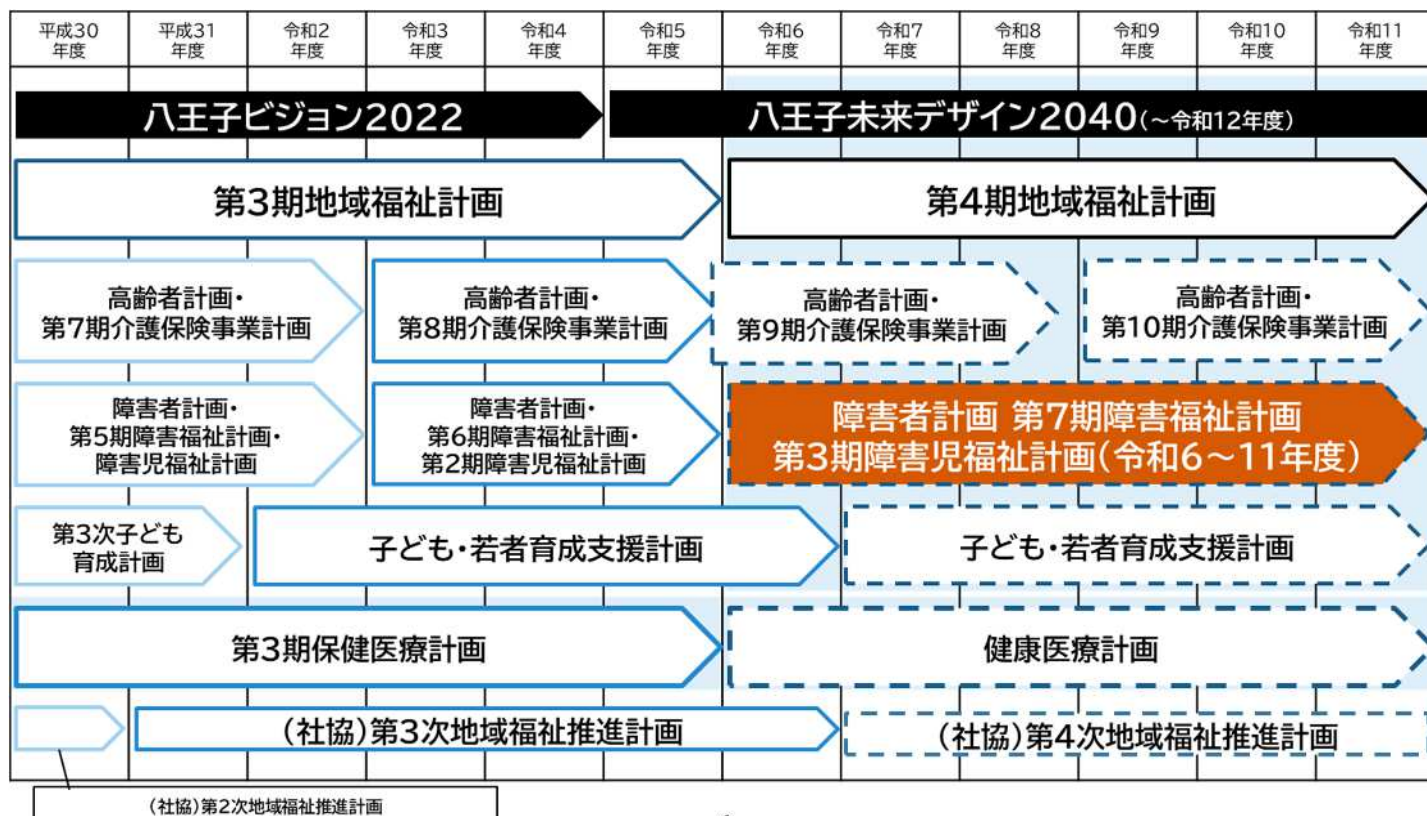 平成30
年度
平成31
年度
令和2
年度
令和3
年度
令和4
年度
令和5
年度
令和6
年度
令和7
年度
令和8
年度
令和9
年度
令和10
年度
令和11
年度
八王子ビジョン2022
八王子未来デザイン2040(～令和12年度)
第3期地域福祉計画
第4期地域福祉計画
高齢者計画・
第7期介護保険事業計画
高齢者計画・
第8期介護保険事業計画
高齢者計画・
第9期介護保険事業計画
高齢者計画・
第10期介護保険事業計画
障害者計画・
第5期障害福祉計画・
障害児福祉計画
障害者計画・
第6期障害福祉計画・
第2期障害児福祉計画
障害者計画 第7期障害福祉計画
第3期障害児福祉計画(令和6～11年度)
第3次子ども
育成計画
子ども・若者育成支援計画
子ども・若者育成支援計画
第3期保健医療計画
健康医療計画
(社協)第3次地域福祉推進計画
(社協)第4次地域福祉推進計画
(社協)第2次地域福祉推進計画